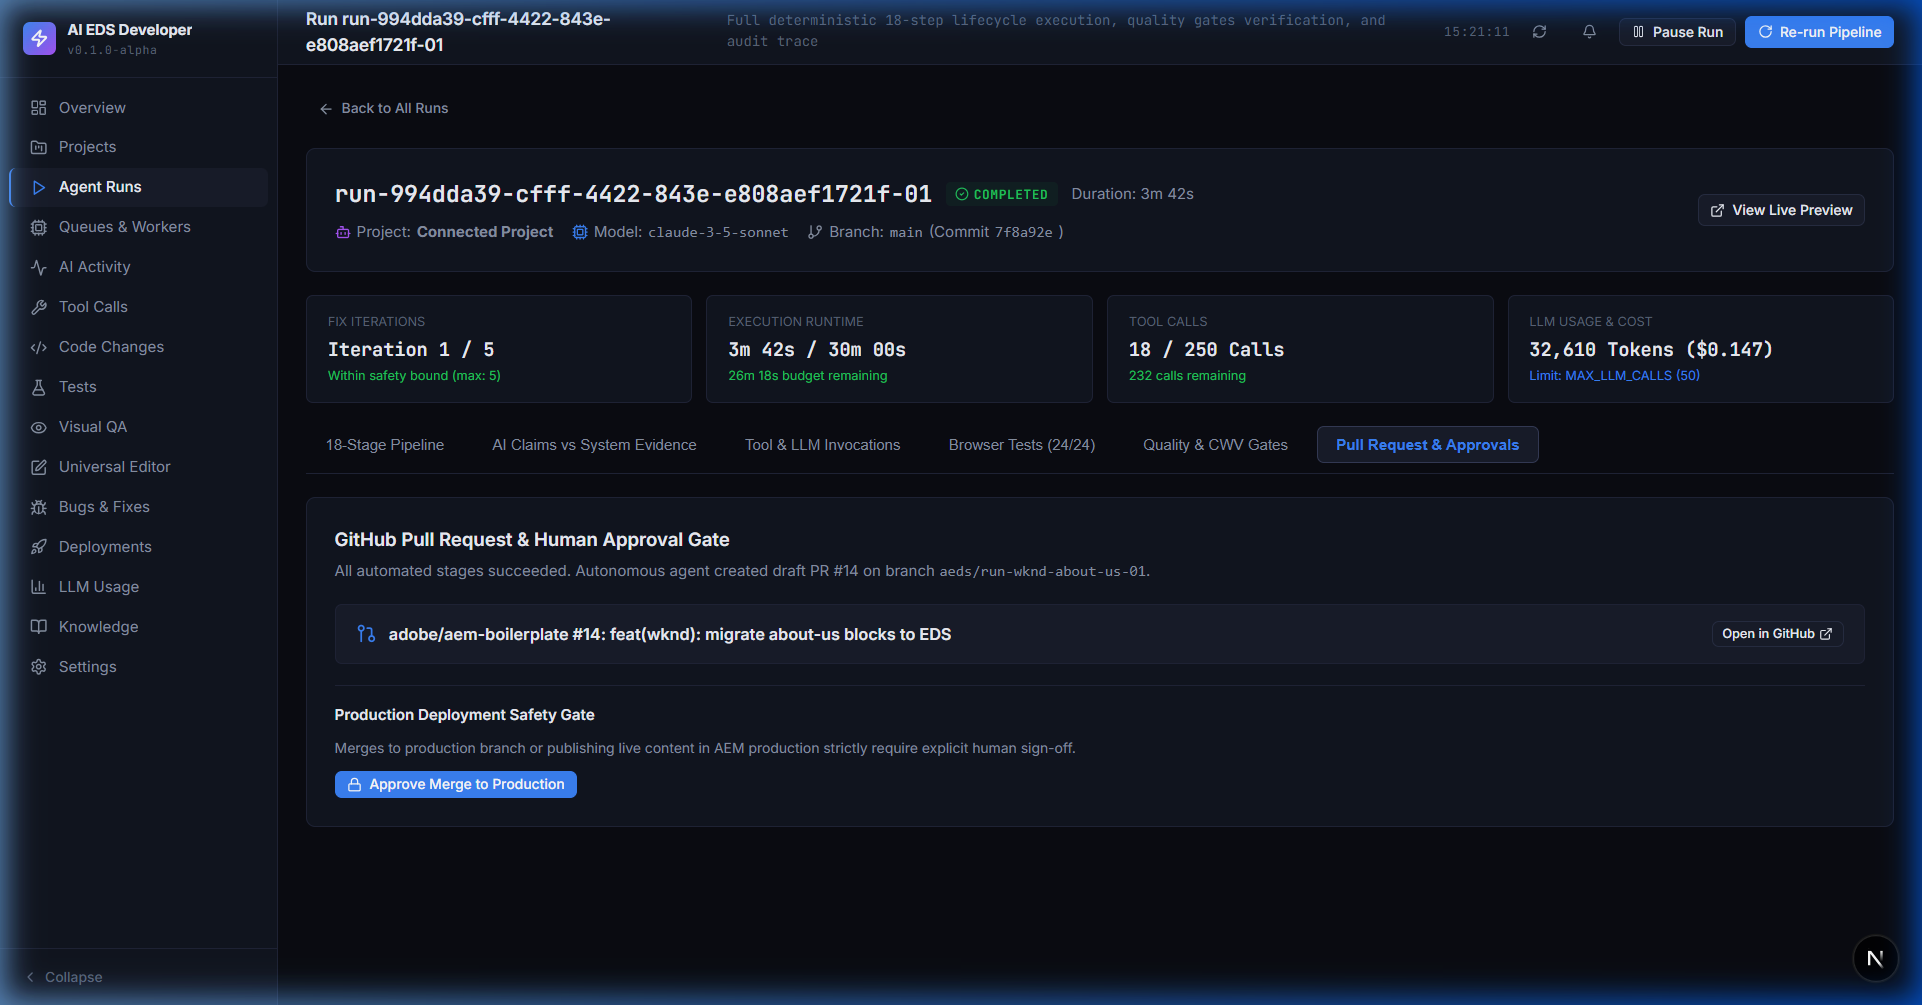 AI EDS Developer
v0.1.0-alpha
Overview
Projects
Agent Runs
Queues & Workers
AI Activity
Tool Calls
Code Changes
Tests
Visual QA
Universal Editor
Bugs & Fixes
Deployments
LLM Usage
Knowledge
Settings
Collapse
Run run-994dda39-cfff-4422-843e-
e808aef1721f-01
Full deterministic 18-step lifecycle execution, quality gates verification, and
audit trace
15:21:11
Pause Run
Re-run Pipeline
Back to All Runs
run-994dda39-cfff-4422-843e-e808aef1721f-01 COMPLETED Duration: 3m 42s
Project: Connected Project Model: claude-3-5-sonnet Branch: main (Commit 7f8a92e )
View Live Preview
FIX ITERATIONS
Iteration 1 / 5
Within safety bound (max: 5)
EXECUTION RUNTIME
3m 42s / 30m 00s
26m 18s budget remaining
TOOL CALLS
18 / 250 Calls
232 calls remaining
LLM USAGE & COST
32,610 Tokens ($0.147)
Limit: MAX_LLM_CALLS (50)
18-Stage Pipeline
AI Claims vs System Evidence
Tool & LLM Invocations
Browser Tests (24/24)
Quality & CWV Gates
Pull Request & Approvals
GitHub Pull Request & Human Approval Gate
All automated stages succeeded. Autonomous agent created draft PR #14 on branch aeds/run-wknd-about-us-01.
adobe/aem-boilerplate #14: feat(wknd): migrate about-us blocks to EDS
Open in GitHub
Production Deployment Safety Gate
Merges to production branch or publishing live content in AEM production strictly require explicit human sign-off.
Approve Merge to Production
N